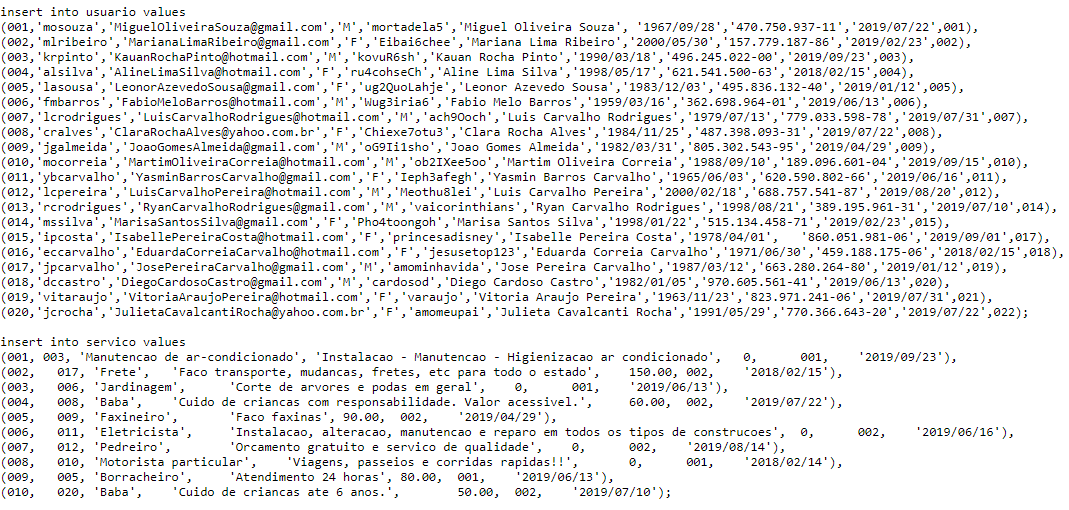 insert into usuario values
(001,'mosouza','MiguelOliveiraSouza@gmail.com','M','mortadela5','Miguel Oliveira Souza', '1967/09/28','470.750.937-11','2019/07/22',001),
(002,'mlribeiro','MarianaLimaRibeiro@gmail.com','F','Eibai6chee','Mariana Lima Ribeiro','2000/05/30','157.779.187-86','2019/02/23',002),
(003,'krpinto','KauanRochaPinto@hotmail.com','M','kovuR6sh','Kauan Rocha Pinto','1990/03/18','496.245.022-00','2019/09/23',003),
(004,'alsilva','AlineLimaSilva@hotmail.com','F','ru4cohseCh','Aline Lima Silva','1998/05/17','621.541.500-63','2018/02/15',004),
(005,'lasousa','LeonorAzevedoSousa@gmail.com','F','ug2QuoLahje','Leonor Azevedo Sousa','1983/12/03','495.836.132-40','2019/01/12',005),
(006,'fmbarros','FabioMeloBarros@hotmail.com','M','Wug3iria6','Fabio Melo Barros','1959/03/16','362.698.964-01','2019/06/13',006),
(007,'lcrodrigues','LuisCarvalhoRodrigues@hotmail.com','M','ach9Ooch','Luis Carvalho Rodrigues','1979/07/13','779.033.598-78','2019/07/31',007),
(008,'cralves','ClaraRochaAlves@yahoo.com.br','F','Chiexe7otu3','Clara Rocha Alves','1984/11/25','487.398.093-31','2019/07/22',008),
(009,'jgalmeida','JoaoGomesAlmeida@gmail.com','M','oG9Ii1sho','Joao Gomes Almeida','1982/03/31','805.302.543-95','2019/04/29',009),
(010,'mocorreia','MartimOliveiraCorreia@hotmail.com','M','ob2IXee5oo','Martim Oliveira Correia','1988/09/10','189.096.601-04','2019/09/15',010),
(011,'ybcarvalho','YasminBarrosCarvalho@gmail.com','F','Ieph3afegh','Yasmin Barros Carvalho','1965/06/03','620.590.802-66','2019/06/16',011),
(012,'lcpereira','LuisCarvalhoPereira@hotmail.com','M','Meothu8lei','Luis Carvalho Pereira','2000/02/18','688.757.541-87','2019/08/20',012),
(013,'rcrodrigues','RyanCarvalhoRodrigues@gmail.com','M','vaicorinthians','Ryan Carvalho Rodrigues','1998/08/21','389.195.961-31','2019/07/10',014),
(014,'mssilva','MarisaSantosSilva@gmail.com','F','Pho4toongoh','Marisa Santos Silva','1998/01/22','515.134.458-71','2019/02/23',015),
(015,'ipcosta','IsabellePereiraCosta@hotmail.com','F','princesadisney','Isabelle Pereira Costa','1978/04/01',   '860.051.981-06','2019/09/01',017),
(016,'eccarvalho','EduardaCorreiaCarvalho@hotmail.com','F','jesusetop123','Eduarda Correia Carvalho','1971/06/30','459.188.175-06','2018/02/15',018),
(017,'jpcarvalho','JosePereiraCarvalho@gmail.com','M','amominhavida','Jose Pereira Carvalho','1987/03/12','663.280.264-80','2019/01/12',019),
(018,'dccastro','DiegoCardosoCastro@gmail.com','M','cardosod','Diego Cardoso Castro','1982/01/05','970.605.561-41','2019/06/13',020),
(019,'vitaraujo','VitoriaAraujoPereira@hotmail.com','F','varaujo','Vitoria Araujo Pereira','1963/11/23','823.971.241-06','2019/07/31',021),
(020,'jcrocha','JulietaCavalcantiRocha@yahoo.com.br','F','amomeupai','Julieta Cavalcanti Rocha','1991/05/29','770.366.643-20','2019/07/22',022);
insert into servico values
(001, 003, 'Manutencao de ar-condicionado', 'Instalacao - Manutencao - Higienizacao ar condicionado',   0,      001,    '2019/09/23'),
(002,   017, 'Frete',   'Faco transporte, mudancas, fretes, etc para todo o estado',     150.00, 002,    '2018/02/15'),
(003,   006, 'Jardinagem',      'Corte de arvores e podas em geral',    0,      001,    '2019/06/13'),
(004,   008, 'Baba',    'Cuido de criancas com responsabilidade. Valor acessivel.',     60.00,  002,    '2019/07/22'),
(005,   009, 'Faxineiro',       'Faco faxinas', 90.00,  002,    '2019/04/29'),
(006,   011, 'Eletricista',     'Instalacao, alteracao, manutencao e reparo em todos os tipos de construcoes',  0,      002,    '2019/06/16'),
(007,   012, 'Pedreiro',        'Orcamento gratuito e servico de qualidade',    0,      002,    '2019/08/14'),
(008,   010, 'Motorista particular',    'Viagens, passeios e corridas rapidas!!',       0,      001,    '2018/02/14'),
(009,   005, 'Borracheiro',     'Atendimento 24 horas', 80.00,  001,    '2019/06/13'),
(010,   020, 'Baba',    'Cuido de criancas ate 6 anos.',        50.00,  002,    '2019/07/10');